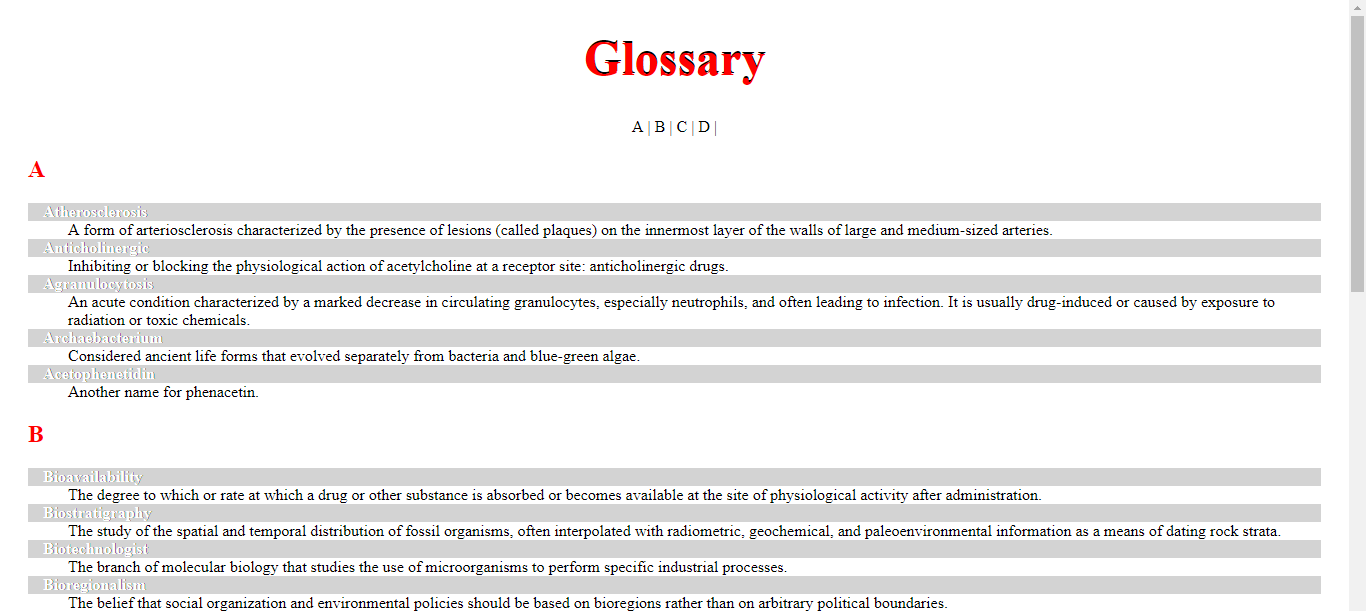 Glossary
A | B | C | D |
A
Atherosclerosis
A form of arteriosclerosis characterized by the presence of lesions (called plaques) on the innermost layer of the walls of large and medium-sized arteries.
Anticholinergic
Inhibiting or blocking the physiological action of acetylcholine at a receptor site: anticholinergic drugs.
Agranulocytosis
An acute condition characterized by a marked decrease in circulating granulocytes, especially neutrophils, and often leading to infection. It is usually drug-induced or caused by exposure to
radiation or toxic chemicals.
Archaebacterium
Considered ancient life forms that evolved separately from bacteria and blue-green algae.
Acetophenetidin
Another name for phenacetin.
B
Bioavailability
The degree to which or rate at which a drug or other substance is absorbed or becomes available at the site of physiological activity after administration.
Biostratigraphy
The study of the spatial and temporal distribution of fossil organisms, often interpolated with radiometric, geochemical, and paleoenvironmental information as a means of dating rock strata.
Biotechnologist
The branch of molecular biology that studies the use of microorganisms to perform specific industrial processes.
Bioregionalism
The belief that social organization and environmental policies should be based on bioregions rather than on arbitrary political boundaries.